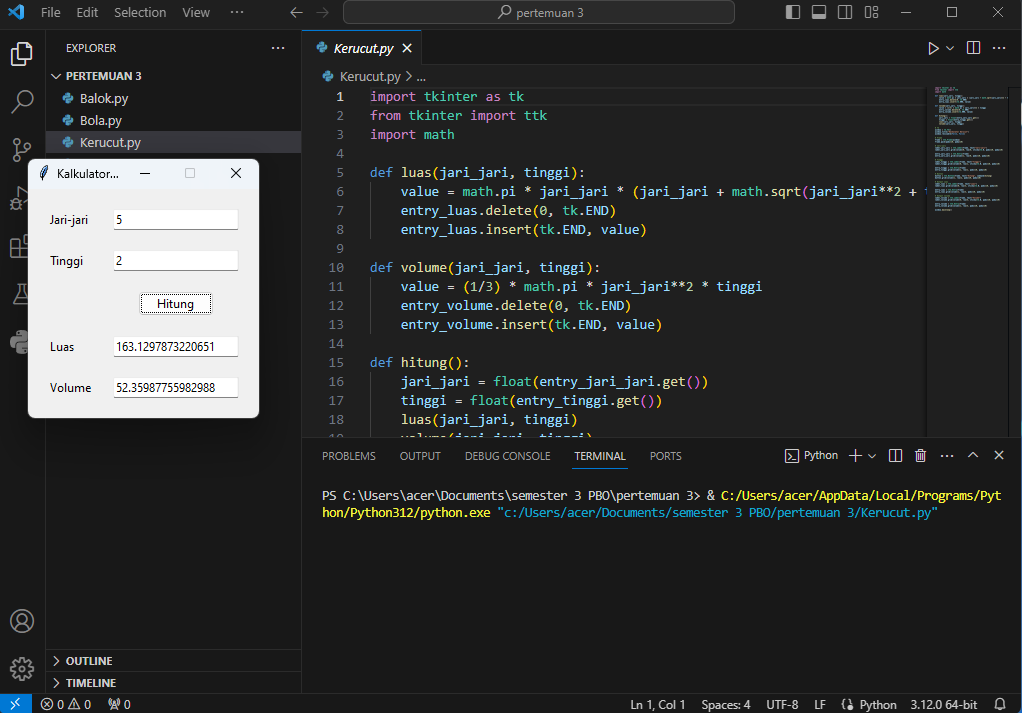 File Edit Selection View ··· pertemuan 3
EXPLORER ···
PERTEMUAN 3
Balok.py
Bola.py
Kerucut.py
Kalkulator...
Jari-jari 5
Tinggi 2
Hitung
Luas 163.1297873220651
Volume 52.35987755982988
OUTLINE
TIMELINE
Kerucut.py
Kerucut.py > ...
1 import tkinter as tk
2 from tkinter import ttk
3 import math
4
5 def luas(jari_jari, tinggi):
6 value = math.pi * jari_jari * (jari_jari + math.sqrt(jari_jari**2 +
7 entry_luas.delete(0, tk.END)
8 entry_luas.insert(tk.END, value)
9
10 def volume(jari_jari, tinggi):
11 value = (1/3) * math.pi * jari_jari**2 * tinggi
12 entry_volume.delete(0, tk.END)
13 entry_volume.insert(tk.END, value)
14
15 def hitung():
16 jari_jari = float(entry_jari_jari.get())
17 tinggi = float(entry_tinggi.get())
18 luas(jari_jari, tinggi)
19 volume(jari_jari, tinggi)
PROBLEMS OUTPUT DEBUG CONSOLE TERMINAL PORTS Python
PS C:\Users\acer\Documents\semester 3 PBO\pertemuan 3> & C:/Users/acer/AppData/Local/Programs/Pyt
hon/Python312/python.exe "c:/Users/acer/Documents/semester 3 PBO/pertemuan 3/Kerucut.py"
0 0 0 Ln 1, Col 1 Spaces: 4 UTF-8 LF Python 3.12.0 64-bit